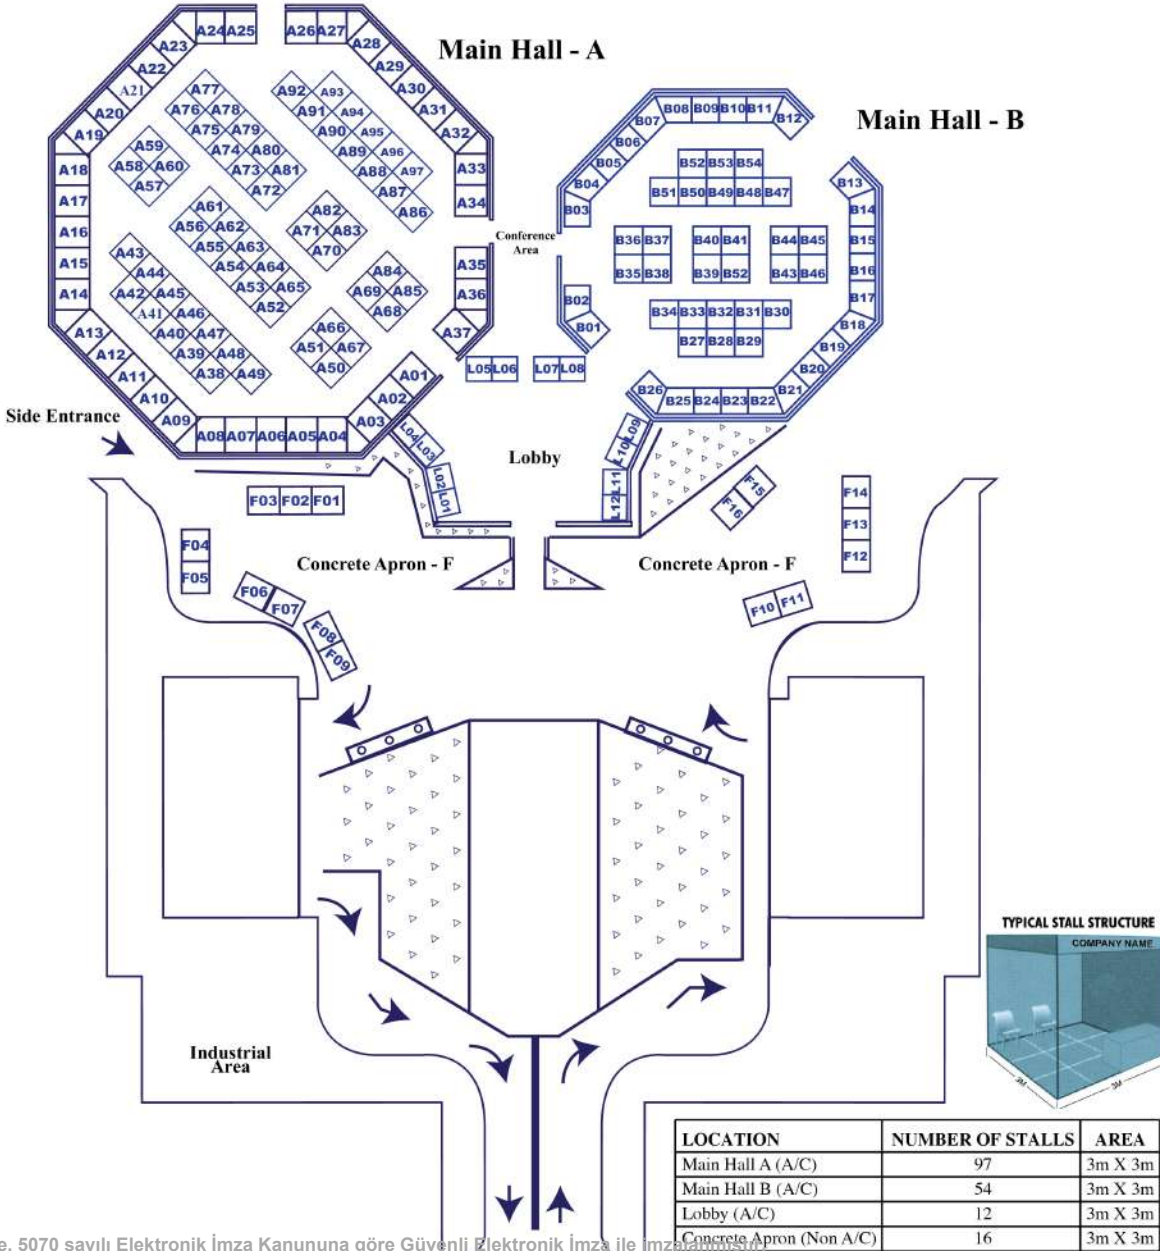 Main Hall - A
A24 A25 A26 A27
A23 A28
A22 A29
A21 A30
A20 A31
A19 A32
A18 A33
A17 A34
A16
A15 A35
A14 A36
A13 A37
A12
A11 A01
A10 A02
A09 A03
A08 A07 A06 A05 A04
A77
A76 A78
A75 A79
A74 A80
A73 A81
A72
A92 A93
A91 A94
A90 A95
A89 A96
A88 A97
A87
A86
A59
A58 A60
A57
A61
A56 A62
A55 A63
A54 A64
A53 A65
A52
A82
A71 A83
A70
A43
A44
A42 A45
A41 A46
A40 A47
A39 A48
A38 A49
A84
A69 A85
A68
A66
A51 A67
A50
Conference
Area
Main Hall - B
B08 B09 B10 B11
B07 B12
B06
B05
B04 B13
B03 B14
B15
B16
B02 B17
B01 B18
B19
B20
B26 B21
B25 B24 B23 B22
B52 B53 B54
B51 B50 B49 B48 B47
B36 B37 B40 B41 B44 B45
B35 B38 B39 B52 B43 B46
B34 B33 B32 B31 B30
B27 B28 B29
L05 L06 L07 L08
Side Entrance
Lobby
L04 L03
L02 L01
L09
L10
L11
L12
F03 F02 F01
F04
F05
F06 F07
F08
F09
Concrete Apron - F
Concrete Apron - F
F15
F16
F14
F13
F12
F10 F11
Industrial
Area
TYPICAL STALL STRUCTURE
COMPANY NAME
3M 3M
LOCATION NUMBER OF STALLS AREA
Main Hall A (A/C) 97 3m X 3m
Main Hall B (A/C) 54 3m X 3m
Lobby (A/C) 12 3m X 3m
Concrete Apron (Non A/C) 16 3m X 3m
e. 5070 sayılı Elektronik İmza Kanununa göre Güvenli Elektronik İmza ile imzalanmıştır.